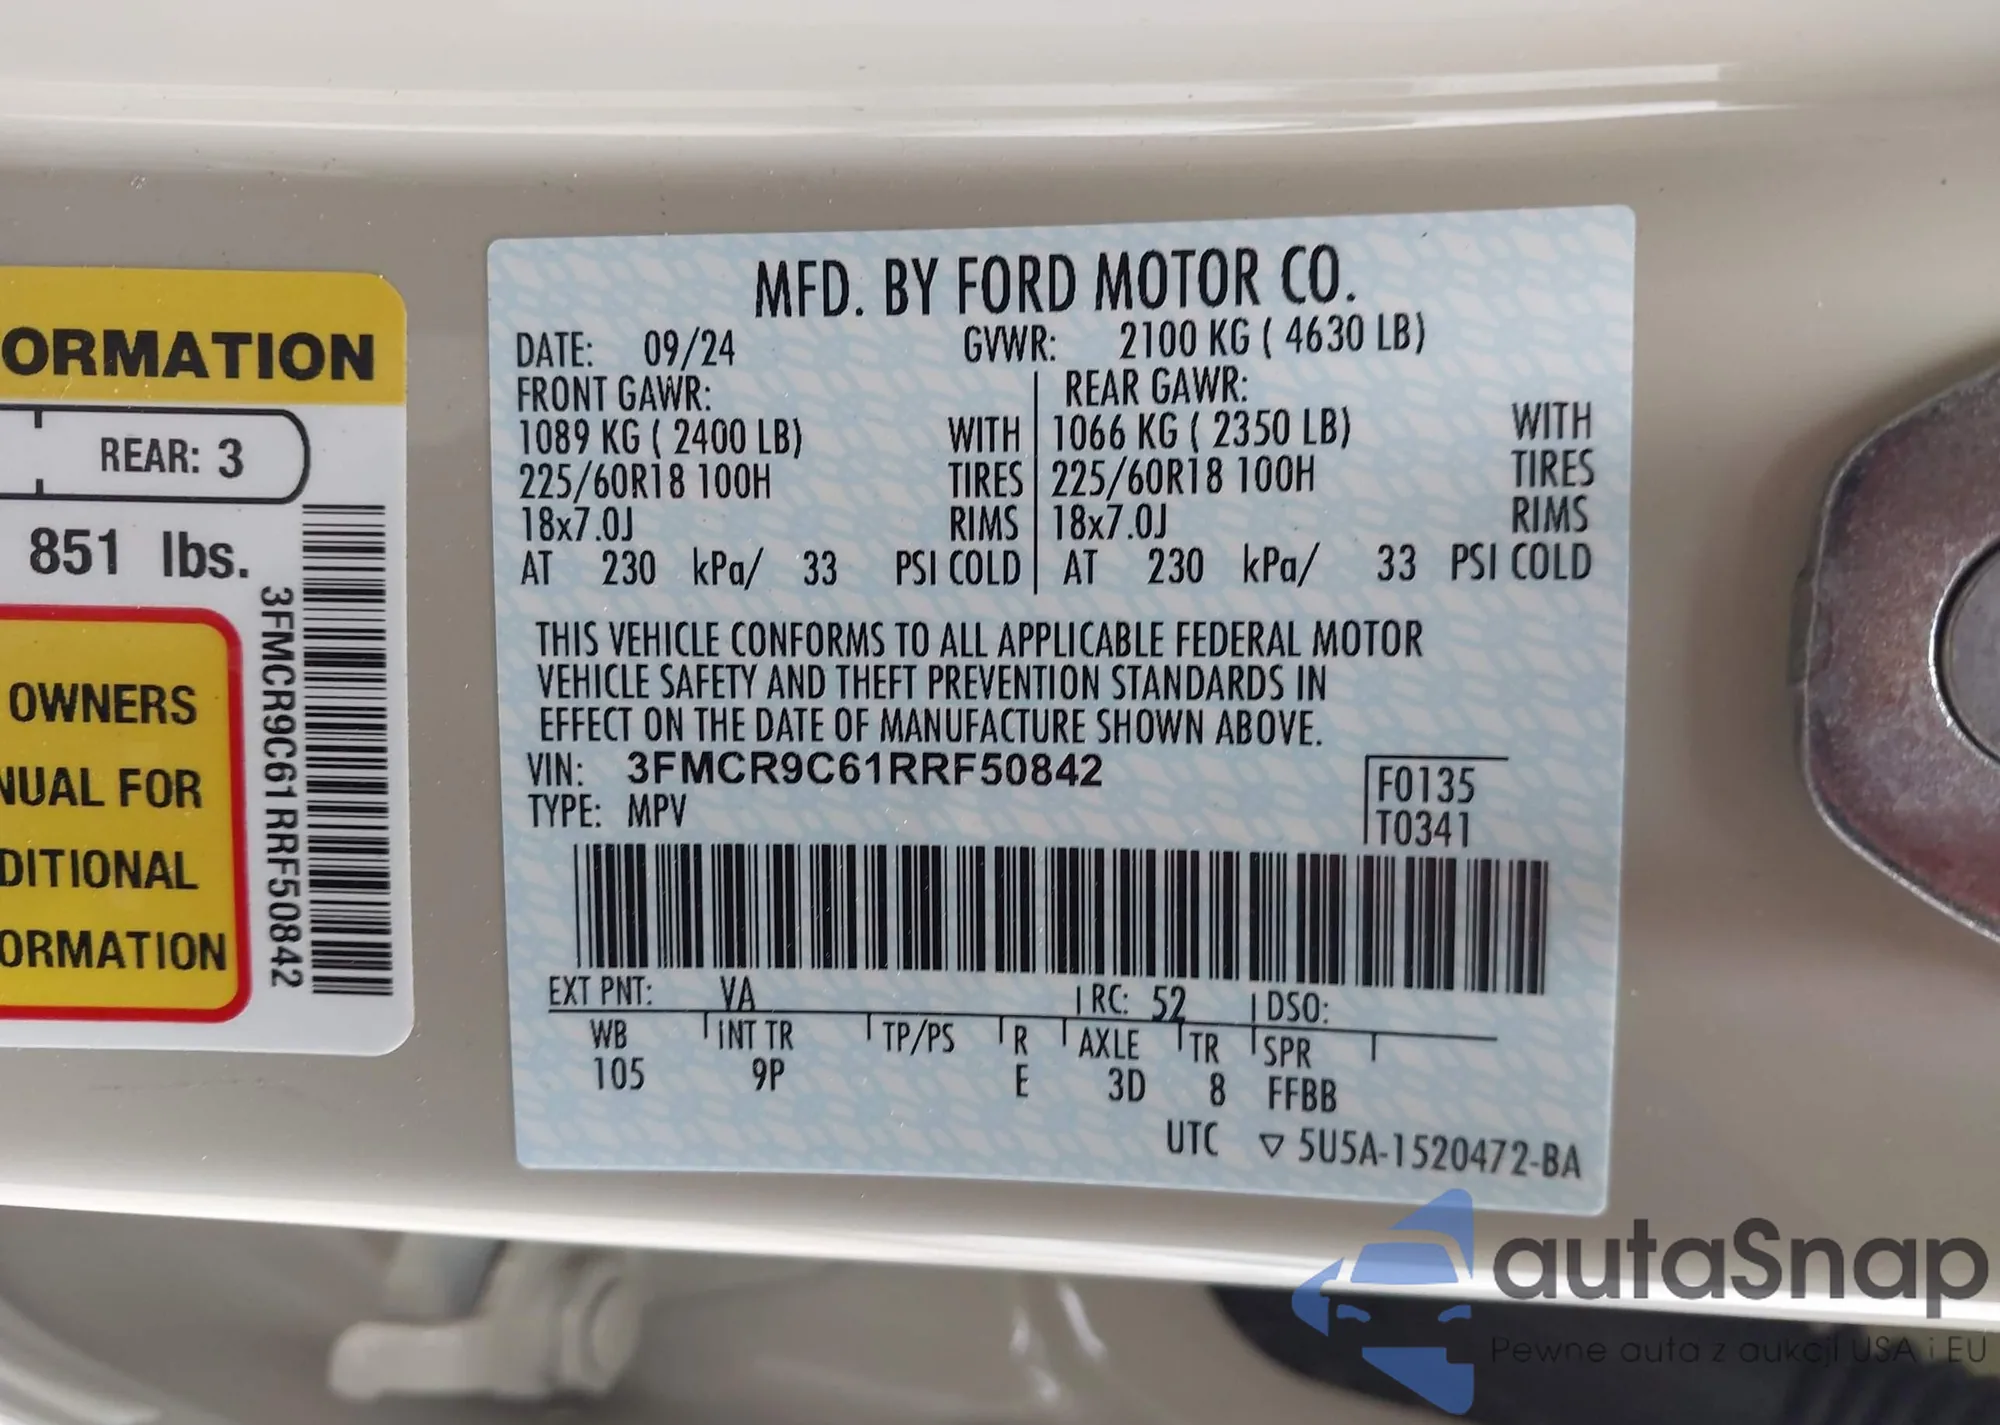 ORMATION
REAR: 3
851 lbs.
OWNERS
NUAL FOR
DITIONAL
ORMATION
3FMCR9C61RRF50842
MFD. BY FORD MOTOR CO.
DATE: 09/24 GVWR: 2100 KG ( 4630 LB)
FRONT GAWR: REAR GAWR:
1089 KG ( 2400 LB) WITH 1066 KG ( 2350 LB) WITH
225/60R18 100H TIRES 225/60R18 100H TIRES
18x7.0J RIMS 18x7.0J RIMS
AT 230 kPa/ 33 PSI COLD AT 230 kPa/ 33 PSI COLD
THIS VEHICLE CONFORMS TO ALL APPLICABLE FEDERAL MOTOR
VEHICLE SAFETY AND THEFT PREVENTION STANDARDS IN
EFFECT ON THE DATE OF MANUFACTURE SHOWN ABOVE.
VIN: 3FMCR9C61RRF50842
F0135
TYPE: MPV
T0341
EXT PNT: VA RC: 52 DSO:
WB INT TR TP/PS R AXLE TR SPR
105 9P E 3D 8 FFBB
UTC ▽ 5U5A-1520472-BA
autaSnap
Pewne auta z aukcji USA i EU